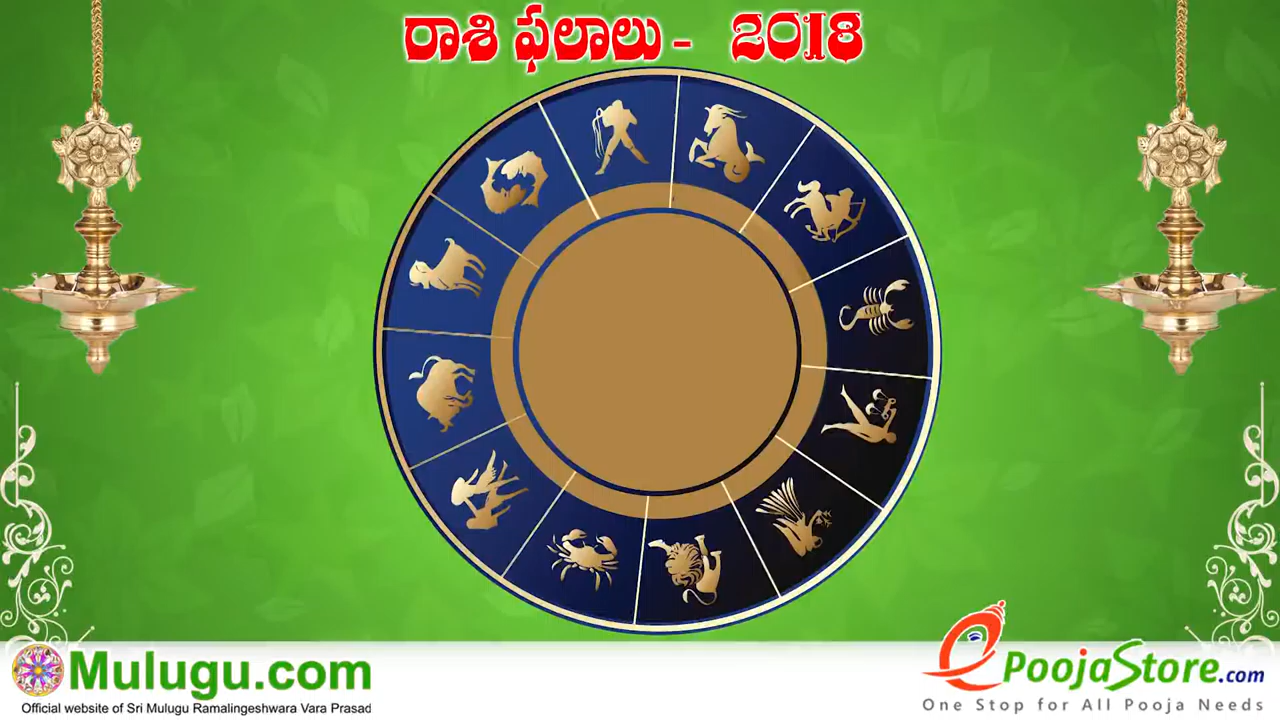 రాశి ఫలాలు - 2018
Mulugu.com
Official website of Sri Mulugu Ramalingeshwara Vara Prasad
ePoojaStore.com
One Stop for All Pooja Needs